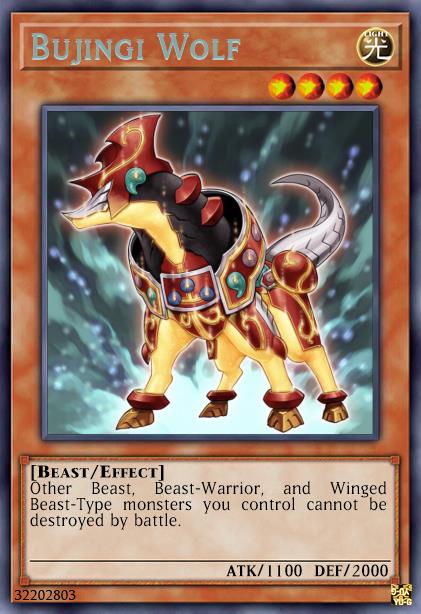 Bujingi Wolf
LIGHT
光
[Beast/Effect]
Other Beast, Beast-Warrior, and Winged
Beast-Type monsters you control cannot be
destroyed by battle.
ATK/1100 DEF/2000
32202803